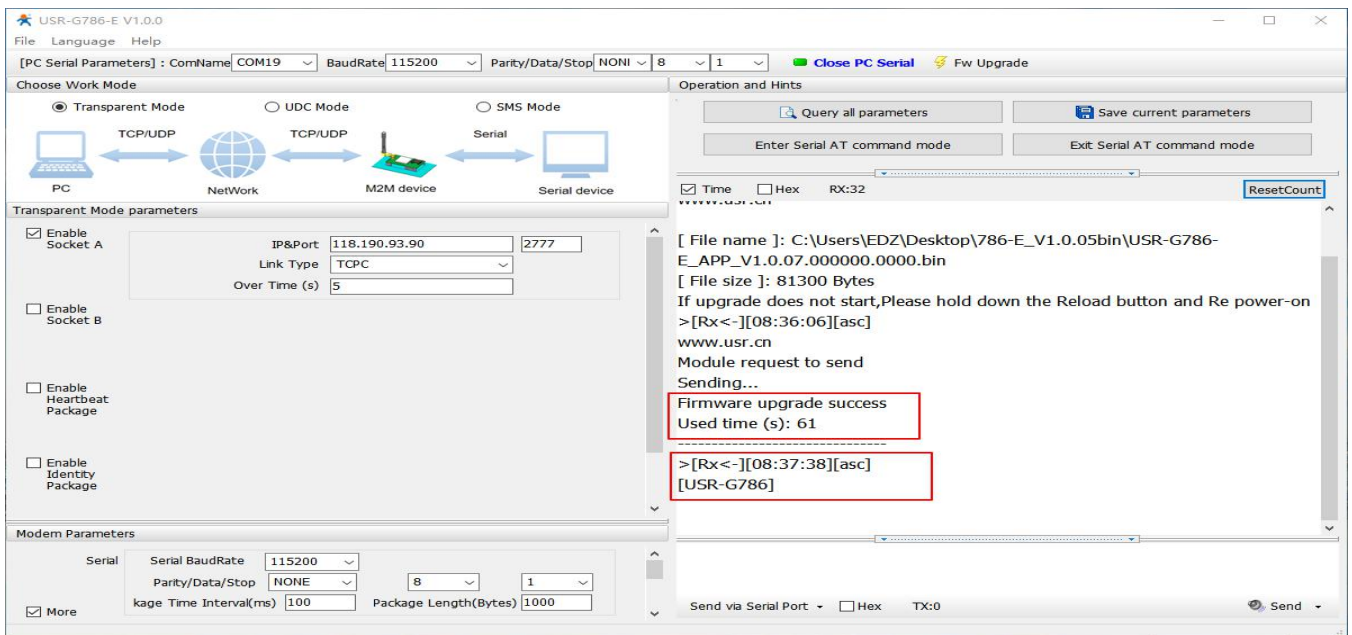 USR-G786-E V1.0.0
File Language Help
[PC Serial Parameters] : ComName COM19 BaudRate 115200 Parity/Data/Stop NONI 8 1 Close PC Serial Fw Upgrade
Choose Work Mode
Transparent Mode UDC Mode SMS Mode
TCP/UDP TCP/UDP Serial
PC NetWork M2M device Serial device
Transparent Mode parameters
Enable
Socket A
IP&Port 118.190.93.90 2777
Link Type TCPC
Over Time (s) 5
Enable
Socket B
Enable
Heartbeat
Package
Enable
Identity
Package
Modem Parameters
Serial Serial BaudRate 115200
Parity/Data/Stop NONE 8 1
kage Time Interval(ms) 100 Package Length(Bytes) 1000
More
Operation and Hints
Query all parameters Save current parameters
Enter Serial AT command mode Exit Serial AT command mode
Time Hex RX:32 ResetCount
www.usr.cn
[ File name ]: C:\Users\EDZ\Desktop\786-E_V1.0.05bin\USR-G786-
E_APP_V1.0.07.000000.0000.bin
[ File size ]: 81300 Bytes
If upgrade does not start,Please hold down the Reload button and Re power-on
>[Rx<-][08:36:06][asc]
www.usr.cn
Module request to send
Sending...
Firmware upgrade success
Used time (s): 61
-------------------------------
>[Rx<-][08:37:38][asc]
[USR-G786]
Send via Serial Port Hex TX:0 Send